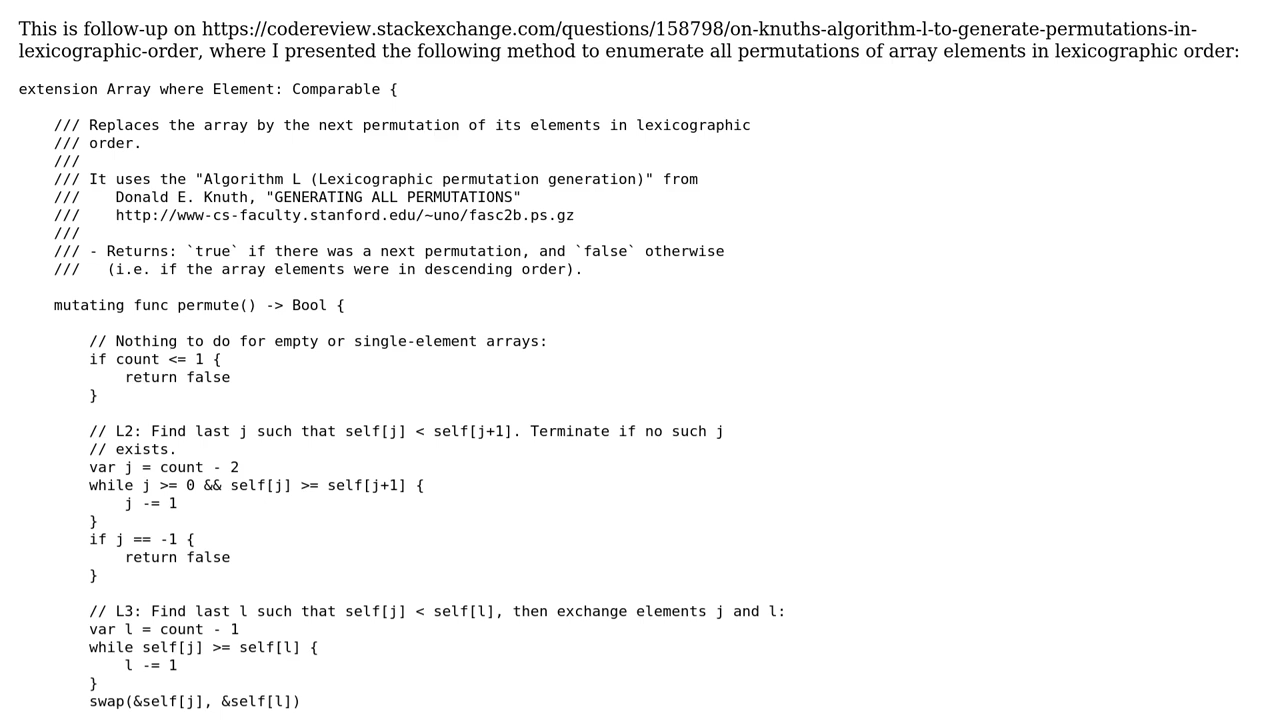 This is follow-up on https://codereview.stackexchange.com/questions/158798/on-knuths-algorithm-l-to-generate-permutations-in-
lexicographic-order, where I presented the following method to enumerate all permutations of array elements in lexicographic order:
extension Array where Element: Comparable {
    /// Replaces the array by the next permutation of its elements in lexicographic
    /// order.
    ///
    /// It uses the "Algorithm L (Lexicographic permutation generation)" from
    ///    Donald E. Knuth, "GENERATING ALL PERMUTATIONS"
    ///    http://www-cs-faculty.stanford.edu/~uno/fasc2b.ps.gz
    ///
    /// - Returns: `true` if there was a next permutation, and `false` otherwise
    ///   (i.e. if the array elements were in descending order).
    mutating func permute() -> Bool {
        // Nothing to do for empty or single-element arrays:
        if count <= 1 {
            return false
        }
        // L2: Find last j such that self[j] < self[j+1]. Terminate if no such j
        // exists.
        var j = count - 2
        while j >= 0 && self[j] >= self[j+1] {
            j -= 1
        }
        if j == -1 {
            return false
        }
        // L3: Find last l such that self[j] < self[l], then exchange elements j and l:
        var l = count - 1
        while self[j] >= self[l] {
            l -= 1
        }
        swap(&self[j], &self[l])